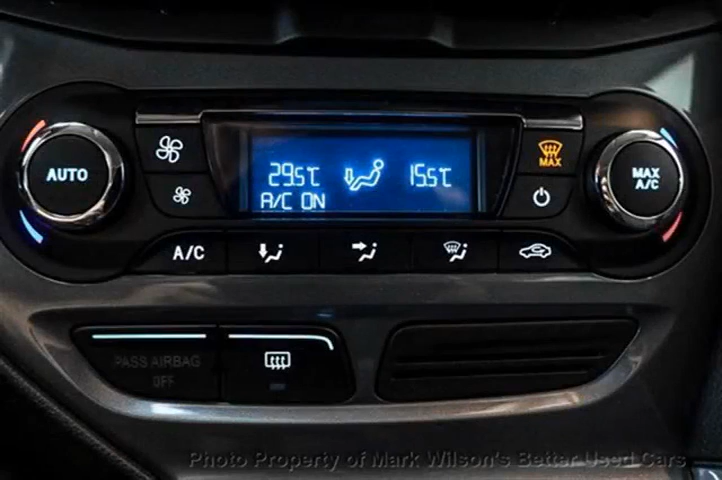 AUTO
29.5°C 15.5°C
A/C ON
MAX
MAX
A/C
A/C
PASS AIRBAG
OFF
Photo Property of Mark Wilson's Better Used Cars